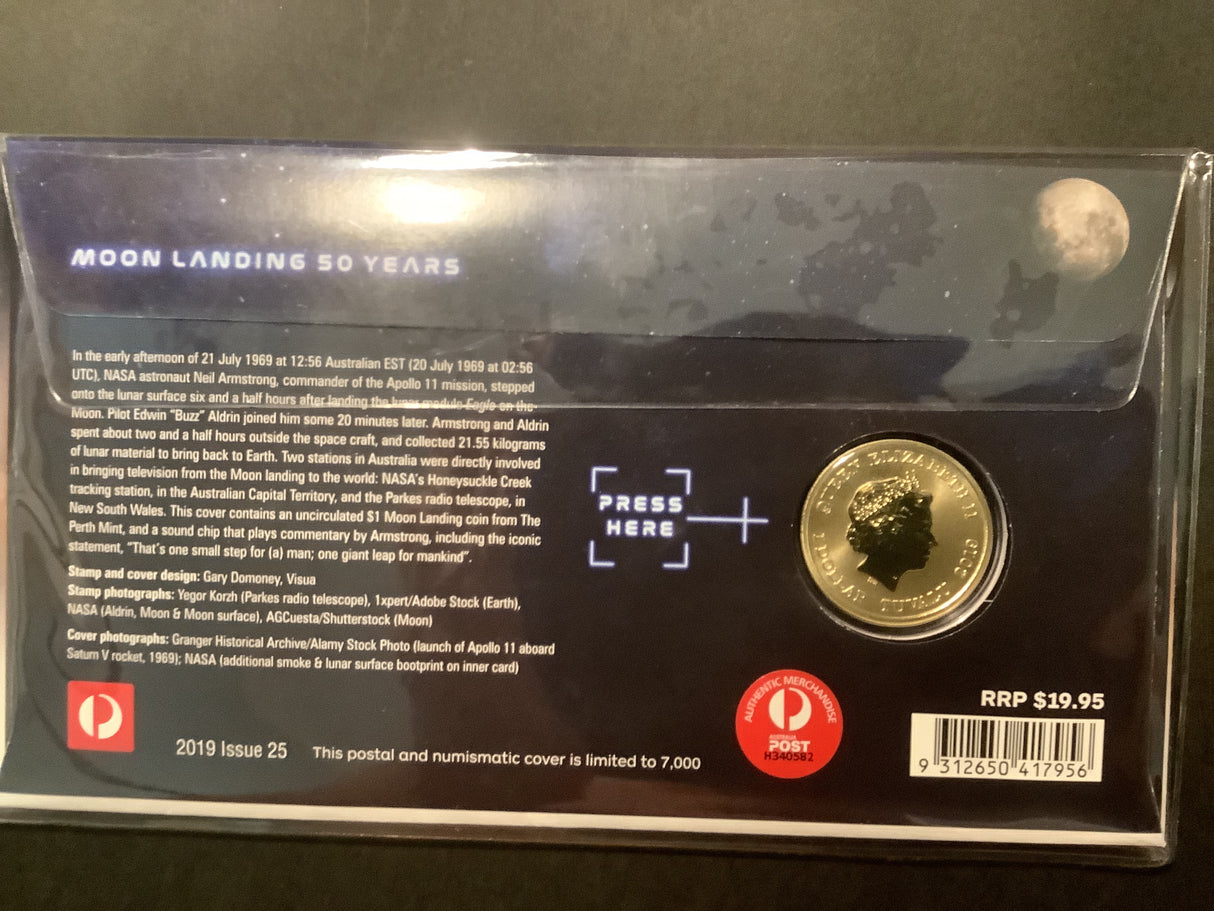 MOON LANDING 50 YEARS
In the early afternoon of 21 July 1969 at 12:56 Australian EST (20 July 1969 at 02:56
UTC), NASA astronaut Neil Armstrong, commander of the Apollo 11 mission, stepped
onto the lunar surface six and a half hours after landing the lunar module Eagle on the
Moon. Pilot Edwin "Buzz" Aldrin joined him some 20 minutes later. Armstrong and Aldrin
spent about two and a half hours outside the space craft, and collected 21.55 kilograms
of lunar material to bring back to Earth. Two stations in Australia were directly involved
in bringing television from the Moon landing to the world: NASA's Honeysuckle Creek
tracking station, in the Australian Capital Territory, and the Parkes radio telescope, in
New South Wales. This cover contains an uncirculated $1 Moon Landing coin from The
Perth Mint, and a sound chip that plays commentary by Armstrong, including the iconic
statement, "That's one small step for (a) man; one giant leap for mankind".
Stamp and cover design: Gary Domoney, Visua
Stamp photographs: Yegor Korzh (Parkes radio telescope), 1xpert/Adobe Stock (Earth),
NASA (Aldrin, Moon & Moon surface), AGCuesta/Shutterstock (Moon)
Cover photographs: Granger Historical Archive/Alamy Stock Photo (launch of Apollo 11 aboard
Saturn V rocket, 1969); NASA (additional smoke & lunar surface bootprint on inner card)
PRESS
HERE
QUEEN ELIZABETH II 2019
1 DOLLAR TUVALU
2019 Issue 25
This postal and numismatic cover is limited to 7,000
AUTHENTIC MERCHANDISE
AUSTRALIA
POST
H340582
RRP $19.95
9 312650 417956